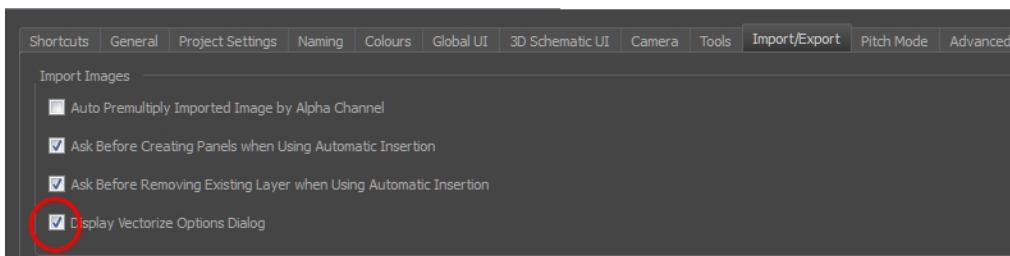 Shortcuts General Project Settings Naming Colours Global UI 3D Schematic UI Camera Tools Import/Export Pitch Mode Advanced
Import Images
Auto Premultiply Imported Image by Alpha Channel
Ask Before Creating Panels when Using Automatic Insertion
Ask Before Removing Existing Layer when Using Automatic Insertion
Display Vectorize Options Dialog